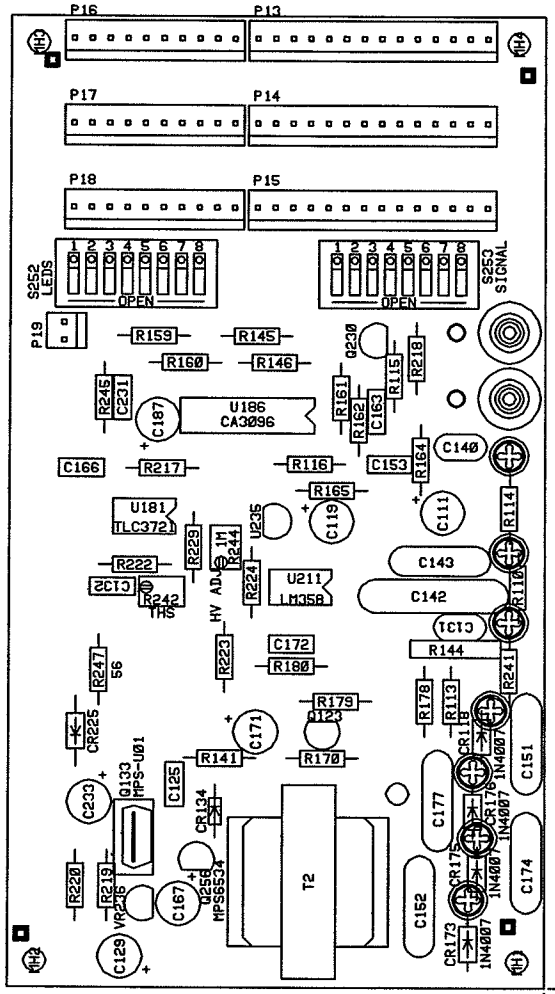 P16
P13
MH3
MH4
P17
P14
P18
P15
S252
LEDS
1 2 3 4 5 6 7 8
OPEN
1 2 3 4 5 6 7 8
OPEN
S253
SIGNAL
P19
R159
R145
Q230
R218
R160
R146
R115
R245
C231
C187
+
U186
CA3096
R161
R162
C163
C166
R217
R116
C153
R164
C140
R165
U181
TLC372
R229
1M
R244
U235
+
C119
+
C111
R114
R222
HV ADJ
R224
U211
LM358
C143
C132
R242
THS
C142
R110
C131
R223
C172
R180
R144
R247
56
R178
R113
R241
R179
CR225
+
C171
Q123
CR118
1N4007
C151
R141
R170
Q133
MPS-U01
C125
CR134
C233
+
C177
CR176
1N4007
T2
CR175
1N4007
C174
R220
R219
VR236
+
C167
Q256
MPS6534
C152
CR173
1N4007
MH2
C129
+
MH1